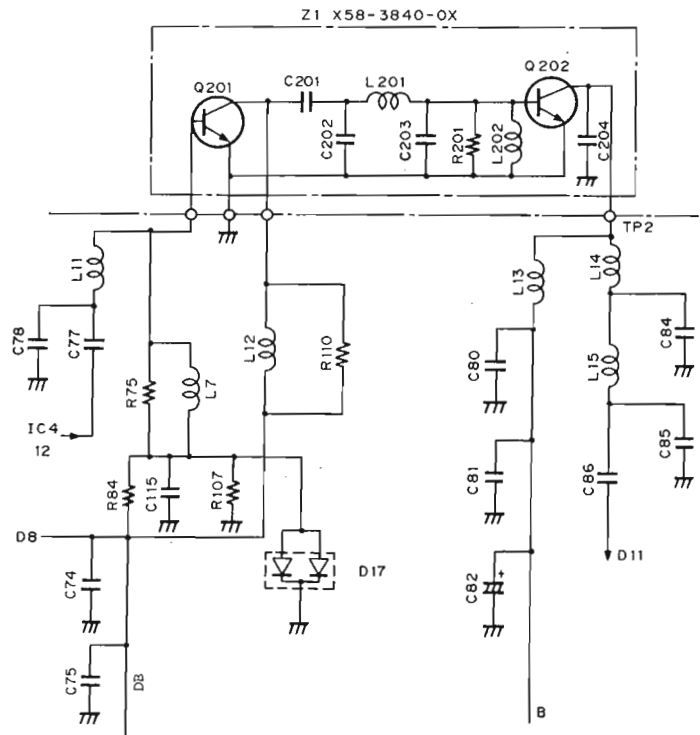 Z1 X58-3840-0X
Q201
C201
L201
Q202
C202
C203
R201
L202
C204
TP2
L11
C78
C77
IC4
12
R75
L7
L12
R110
R84
C115
R107
D8
C74
C75
DB
D17
L13
L14
C80
C84
L15
C81
C86
C85
D11
C82
+
B